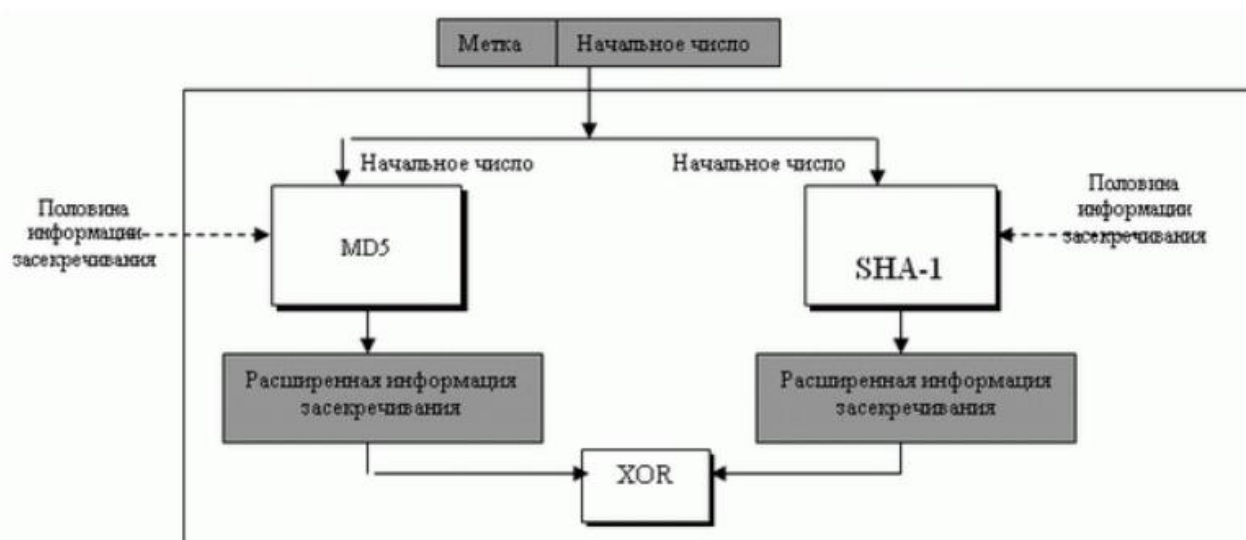 Метка Начальное число
Начальное число
Начальное число
Половина
информации
засекречивания
MD5
SHA-1
Половина
информации
засекречивания
Расширенная информация
засекречивания
Расширенная информация
засекречивания
XOR